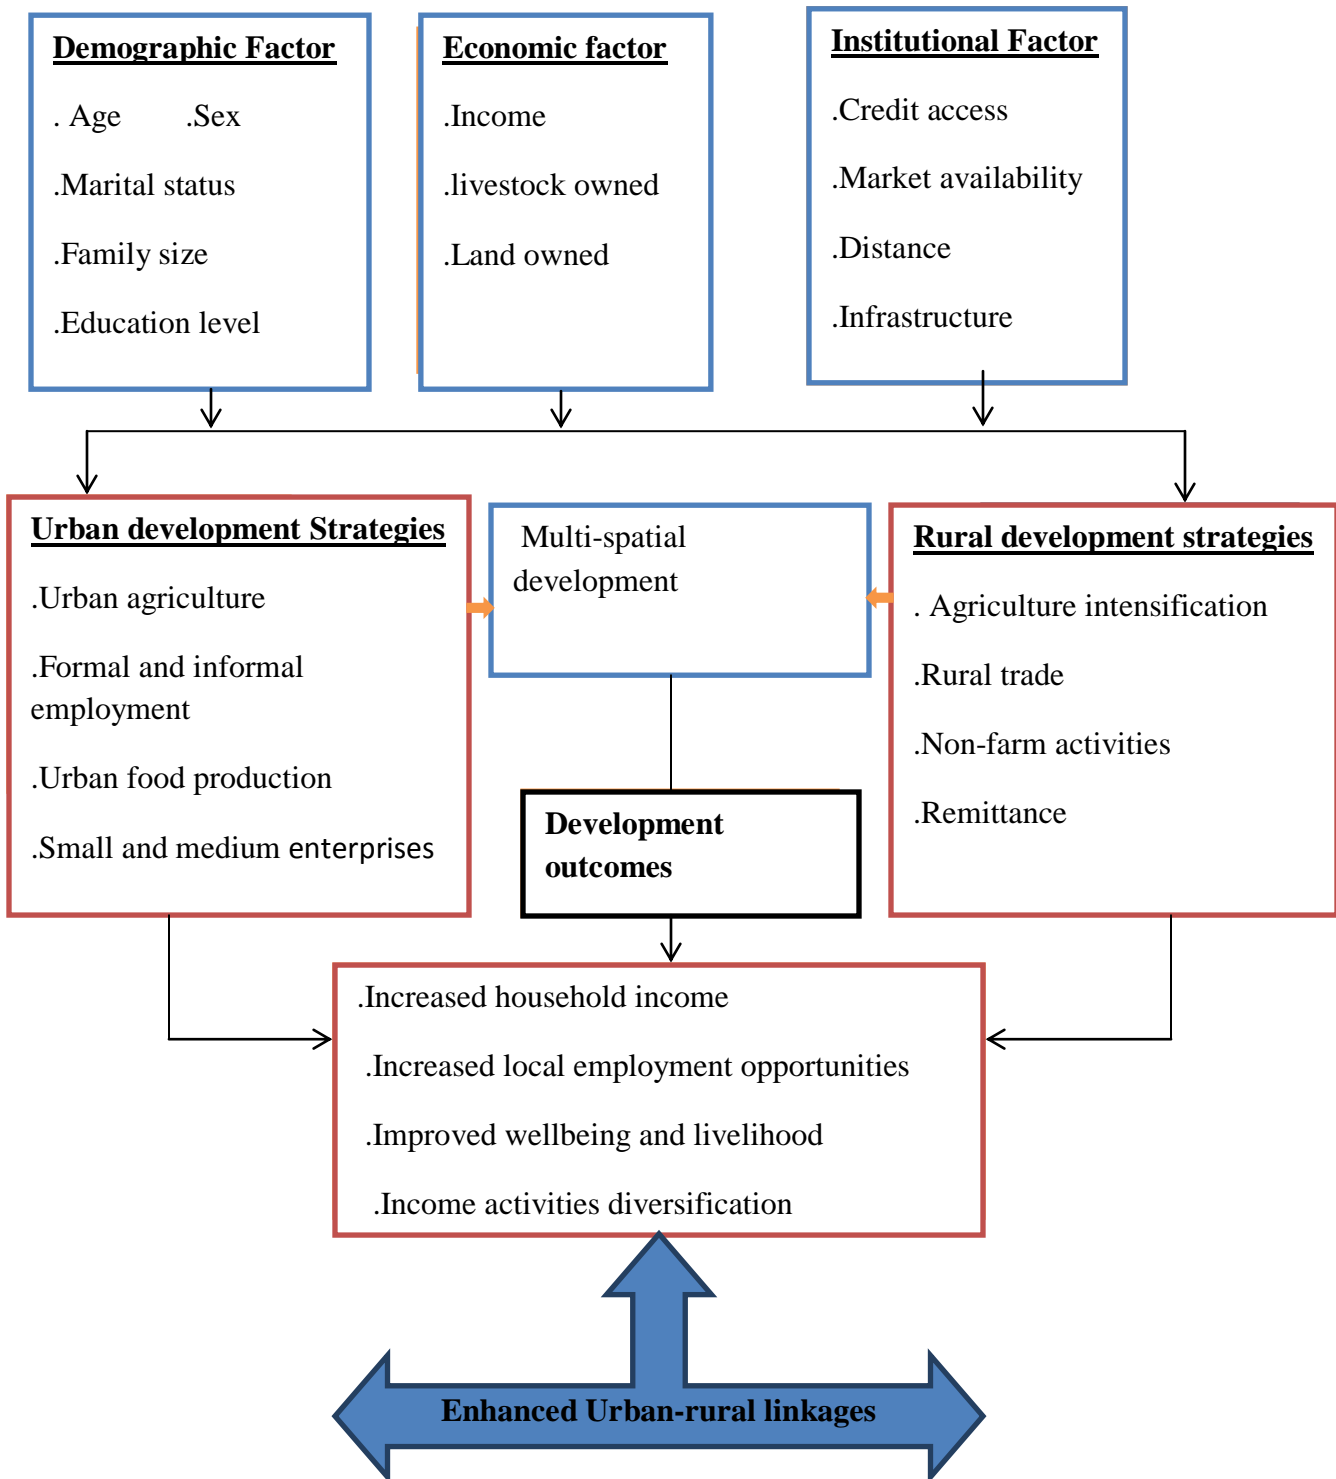 Demographic Factor
. Age .Sex
.Marital status
.Family size
.Education level
Economic factor
.Income
.livestock owned
.Land owned
Institutional Factor
.Credit access
.Market availability
.Distance
.Infrastructure
Urban development Strategies
.Urban agriculture
.Formal and informal
employment
.Urban food production
.Small and medium enterprises
Multi-spatial
development
Rural development strategies
. Agriculture intensification
.Rural trade
.Non-farm activities
.Remittance
Development
outcomes
.Increased household income
.Increased local employment opportunities
.Improved wellbeing and livelihood
.Income activities diversification
Enhanced Urban-rural linkages